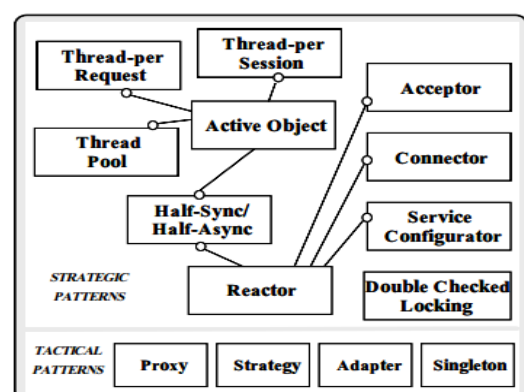 Thread-per
Request
Thread-per
Session
Acceptor
Active Object
Thread
Pool
Connector
Half-Sync/
Half-Async
Service
Configurator
STRATEGIC
PATTERNS
Reactor
Double Checked
Locking
TACTICAL
PATTERNS
Proxy
Strategy
Adapter
Singleton